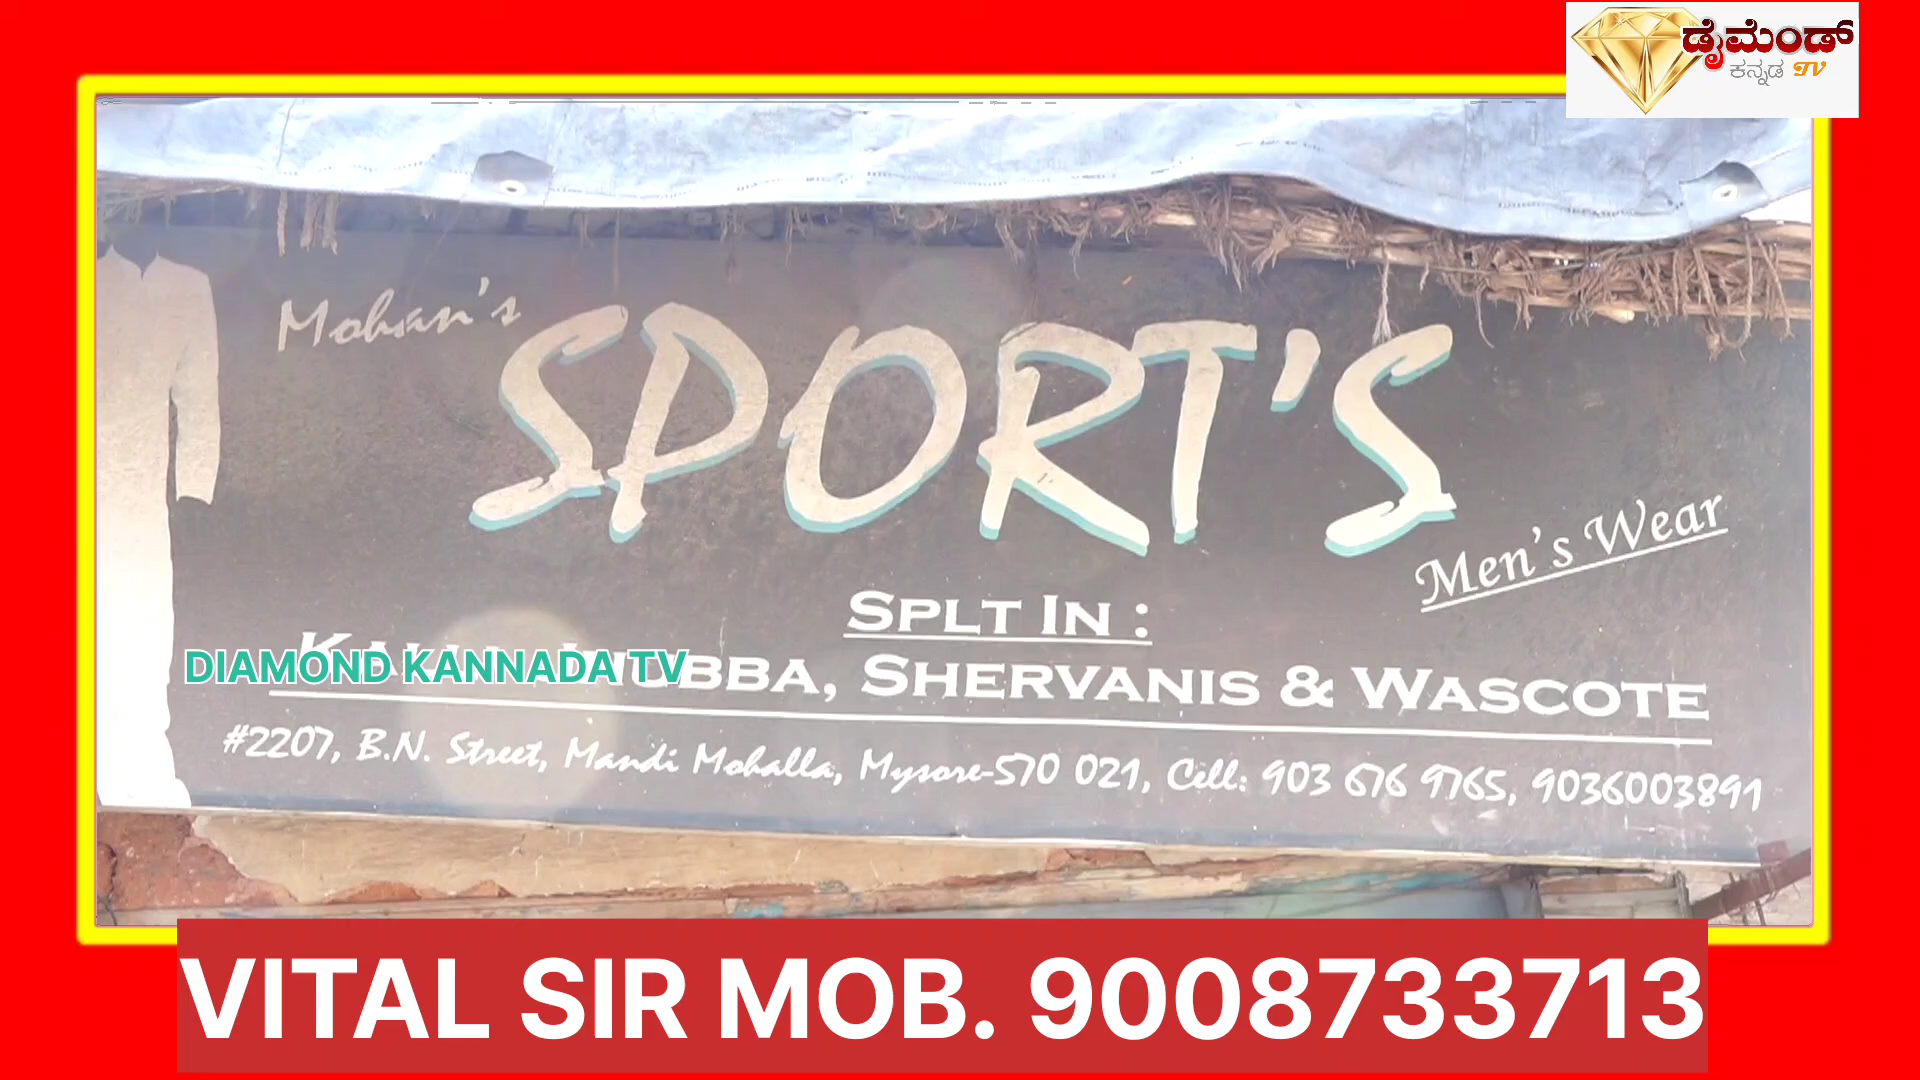 ಡೈಮೆಂಡ್
ಕನ್ನಡ TV
Mohan's
SPORT'S
Men's Wear
SPLT IN :
SHERVANIS & WASCOTE
DIAMOND KANNADA TV
#2207, B.N. Street, Mandi Mohalla, Mysore-570 021, Cell: 903 676 9765, 9036003891
VITAL SIR MOB. 9008733713